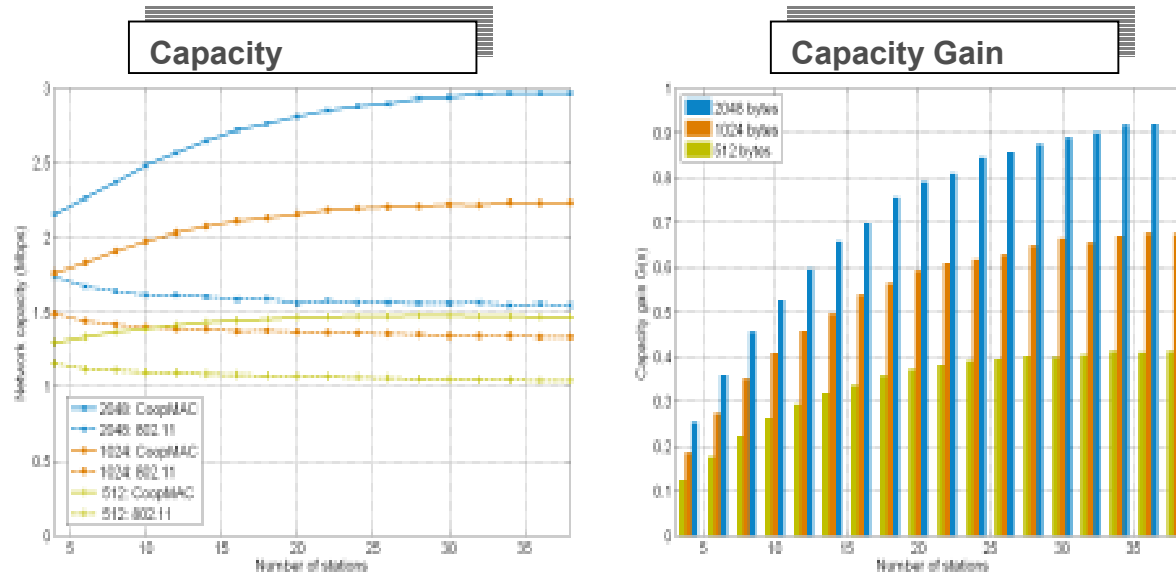 Capacity
3
2.5
2
1.5
1
0.5
0
Network capacity (Mbps)
2048: CoopMAC
2048: 802.11
1024: CoopMAC
1024: 802.11
512: CoopMAC
512: 802.11
5 10 15 20 25 30 35
Number of stations
Capacity Gain
1
0.9
0.8
0.7
0.6
0.5
0.4
0.3
0.2
0.1
0
Capacity gain
2048 bytes
1024 bytes
512 bytes
5 10 15 20 25 30 35
Number of stations